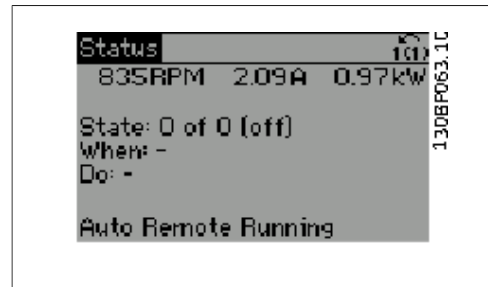 Status
1(1)
835RPM 2.09A 0.97kW
State: 0 of 0 (off)
When: -
Do: -
Auto Remote Running
130BP063.10